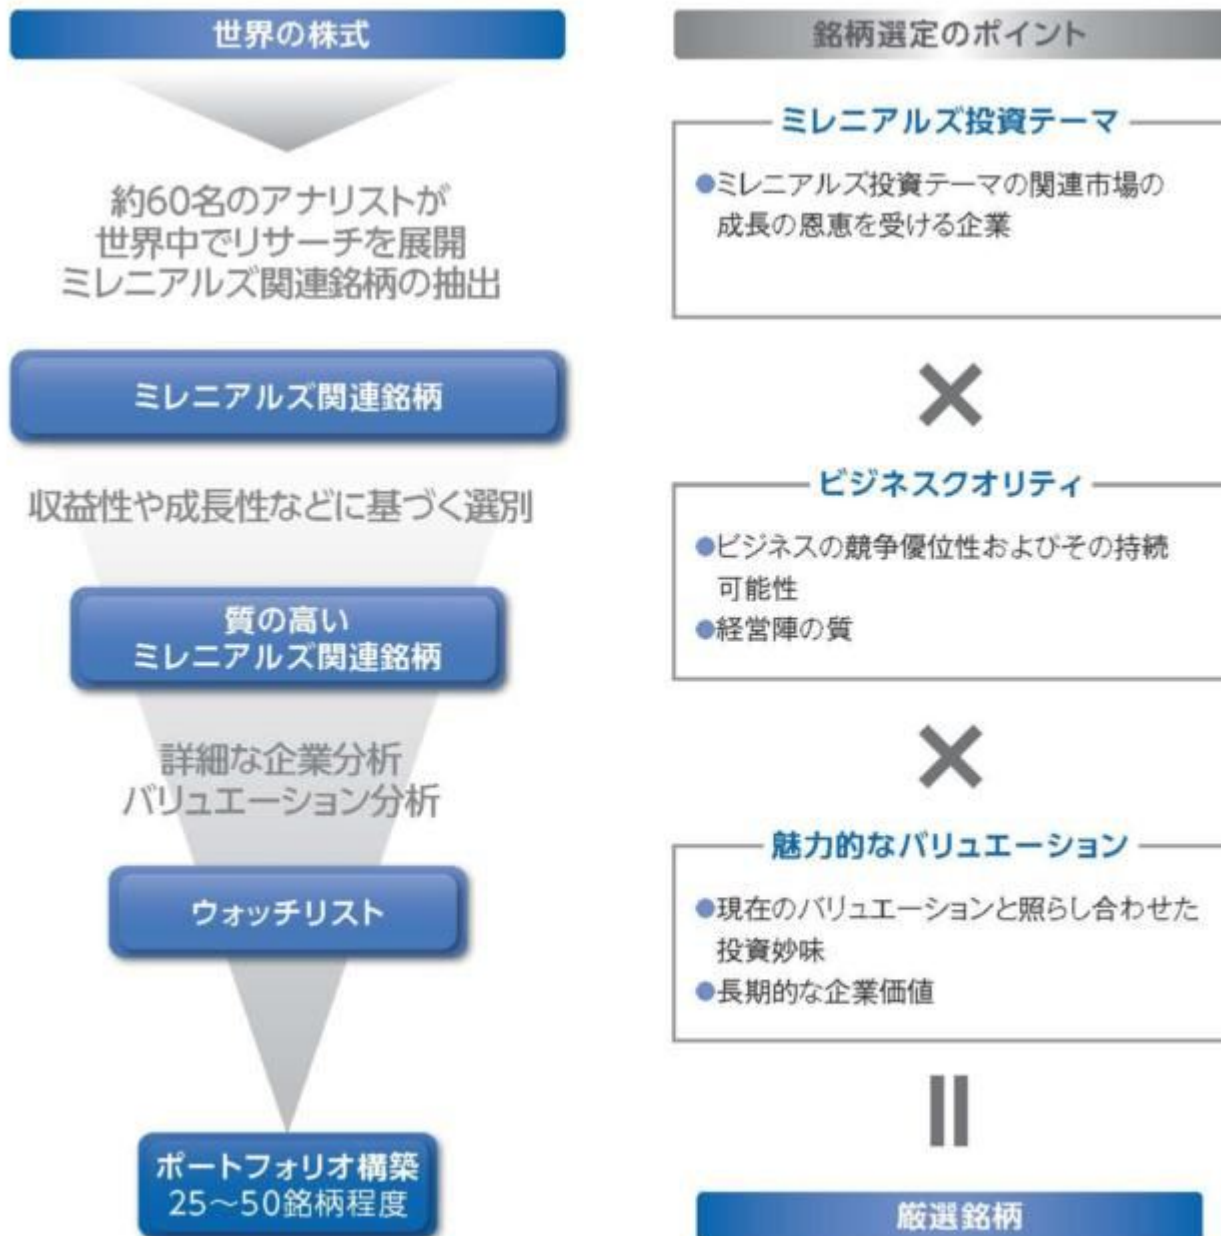 世界の株式
約60名のアナリストが
世界中でリサーチを展開
ミレニアルズ関連銘柄の抽出
ミレニアルズ関連銘柄
収益性や成長性などに基づく選別
質の高い
ミレニアルズ関連銘柄
詳細な企業分析
バリュエーション分析
ウォッチリスト
ポートフォリオ構築
25～50銘柄程度
銘柄選定のポイント
ミレニアルズ投資テーマ
●ミレニアルズ投資テーマの関連市場の
成長の恩恵を受ける企業
×
ビジネスクオリティ
●ビジネスの競争優位性およびその持続
可能性
●経営陣の質
×
魅力的なバリュエーション
●現在のバリュエーションと照らし合わせた
投資妙味
●長期的な企業価値
厳選銘柄